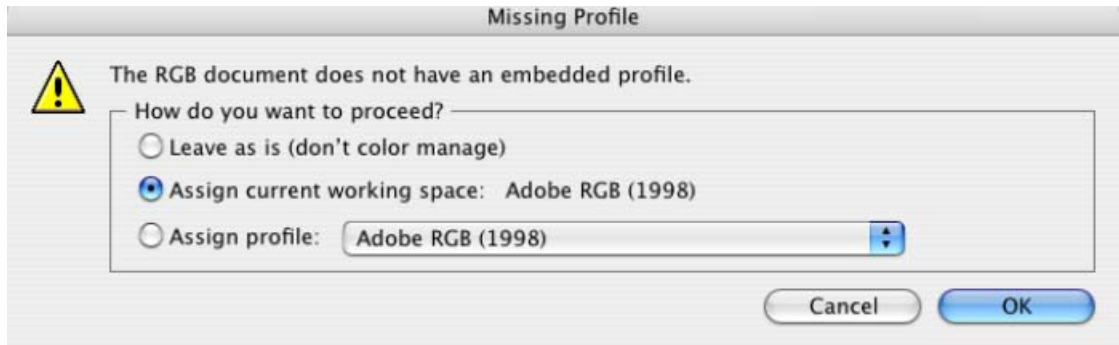 Missing Profile
The RGB document does not have an embedded profile.
How do you want to proceed?
Leave as is (don't color manage)
Assign current working space: Adobe RGB (1998)
Assign profile: Adobe RGB (1998)
Cancel OK